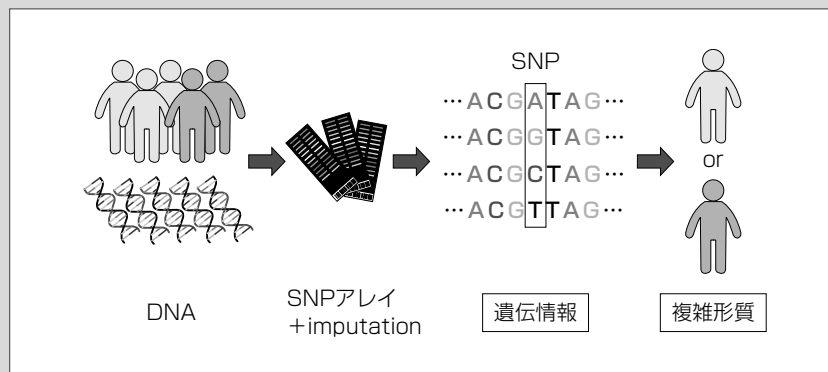 SNP
…ACGATAG…
…ACGGTAG…
…ACGCTAG…
…ACGTTAG…
or
DNA
SNPアレイ
＋imputation
遺伝情報
複雑形質